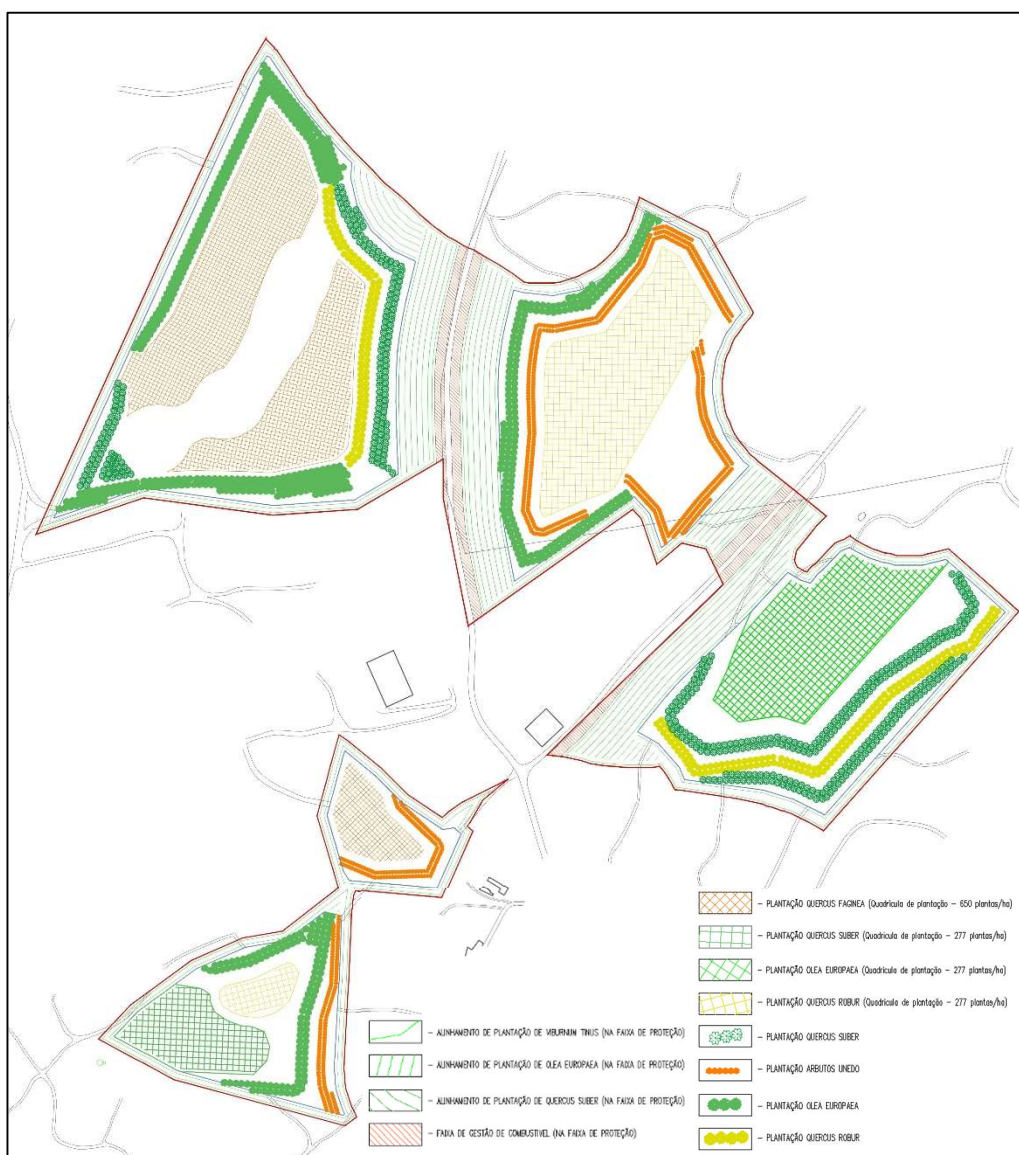 - PLANTAÇÃO QUERCUS FAGINEA (Quadrícula de plantação - 650 plantas/ha)
- PLANTAÇÃO QUERCUS SUBER (Quadrícula de plantação - 277 plantas/ha)
- PLANTAÇÃO OLEA EUROPAEA (Quadrícula de plantação - 277 plantas/ha)
- PLANTAÇÃO QUERCUS ROBUR (Quadrícula de plantação - 277 plantas/ha)
- PLANTAÇÃO QUERCUS SUBER
- PLANTAÇÃO ARBUTOS UNEDO
- PLANTAÇÃO OLEA EUROPAEA
- PLANTAÇÃO QUERCUS ROBUR
- ALINHAMENTO DE PLANTAÇÃO DE VIBURNUM TINUS (NA FAIXA DE PROTEÇÃO)
- ALINHAMENTO DE PLANTAÇÃO DE OLEA EUROPAEA (NA FAIXA DE PROTEÇÃO)
- ALINHAMENTO DE PLANTAÇÃO DE QUERCUS SUBER (NA FAIXA DE PROTEÇÃO)
- FAIXA DE GESTÃO DE COMBUSTIVEL (NA FAIXA DE PROTEÇÃO)